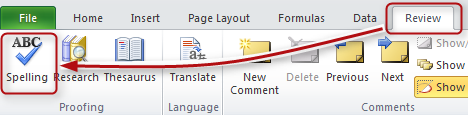 File Home Insert Page Layout Formulas Data Review
ABC
Spelling Research Thesaurus Translate New Comment Delete Previous Next Show/
Show
Show
Proofing Language Comments